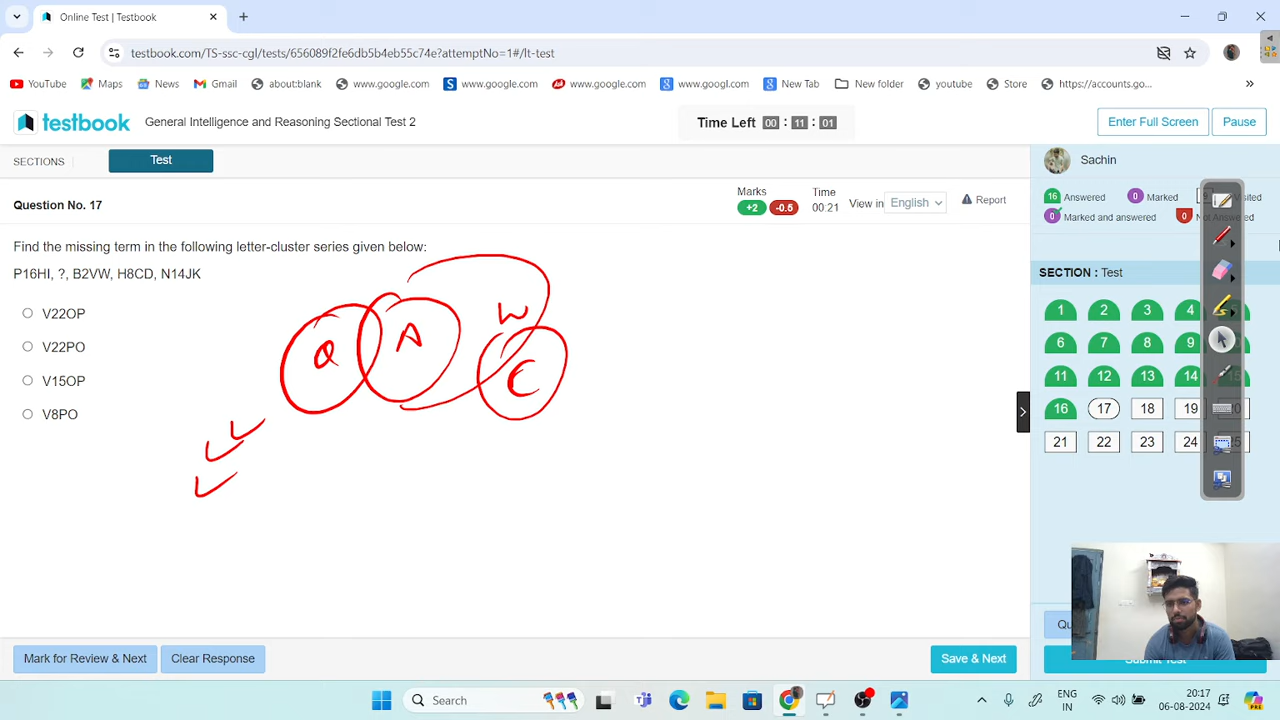 Online Test | Testbook
testbook.com/TS-ssc-cgl/tests/656089f2fe6db5b4eb55c74e?attemptNo=1#/lt-test
YouTube Maps News Gmail about:blank www.google.com www.google.com www.google.com www.googl.com New Tab New folder youtube Store https://accounts.go...
testbook General Intelligence and Reasoning Sectional Test 2 Time Left 00 : 11 : 01 Enter Full Screen Pause
SECTIONS Test Sachin
Question No. 17 Marks +2 -0.5 Time 00:21 View in English Report
16 Answered 0 Marked
0 Marked and answered 0 Not Answered
Find the missing term in the following letter-cluster series given below:
P16HI, ?, B2VW, H8CD, N14JK
V22OP
V22PO
V15OP
V8PO
Q A W C
SECTION : Test
1 2 3 4
6 7 8 9
11 12 13 14
16 17 18 19
21 22 23 24
Mark for Review & Next Clear Response Save & Next
Search
ENG
IN
20:17
06-08-2024